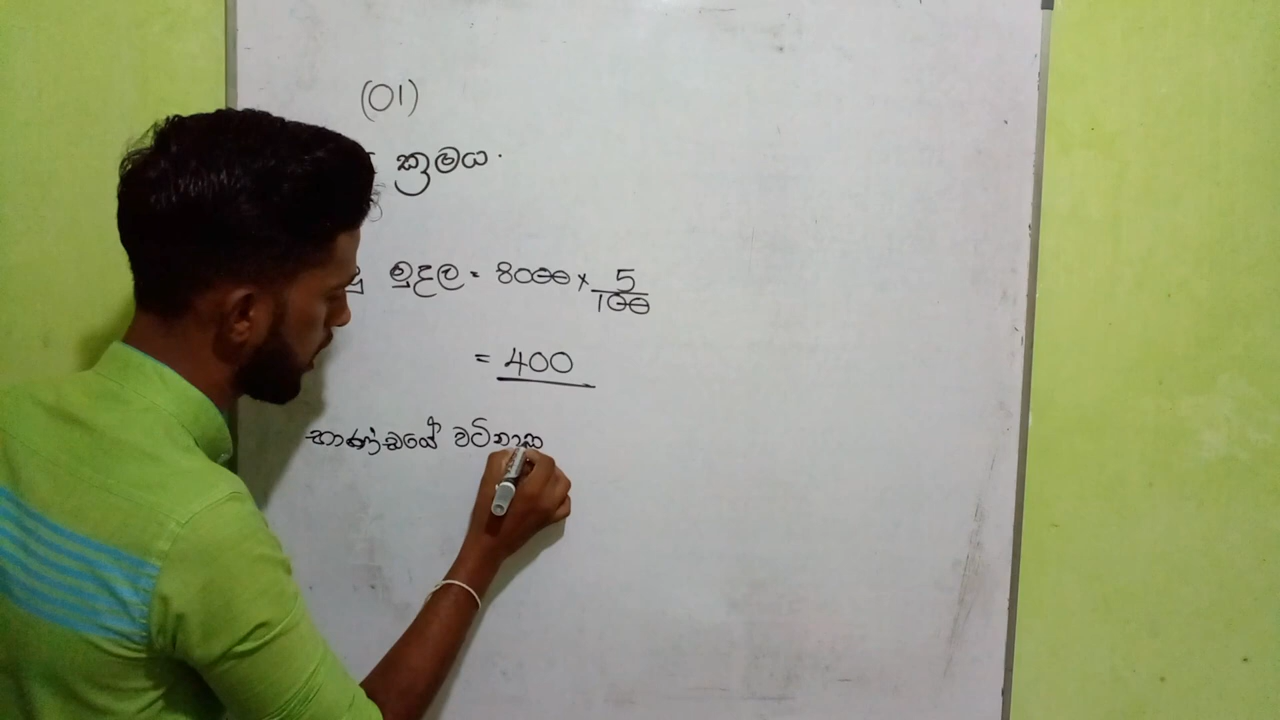 (01)
ක්‍රමය.
මුදල = 8000 × 5/100
= 400
භාණ්ඩයේ වටිනාක